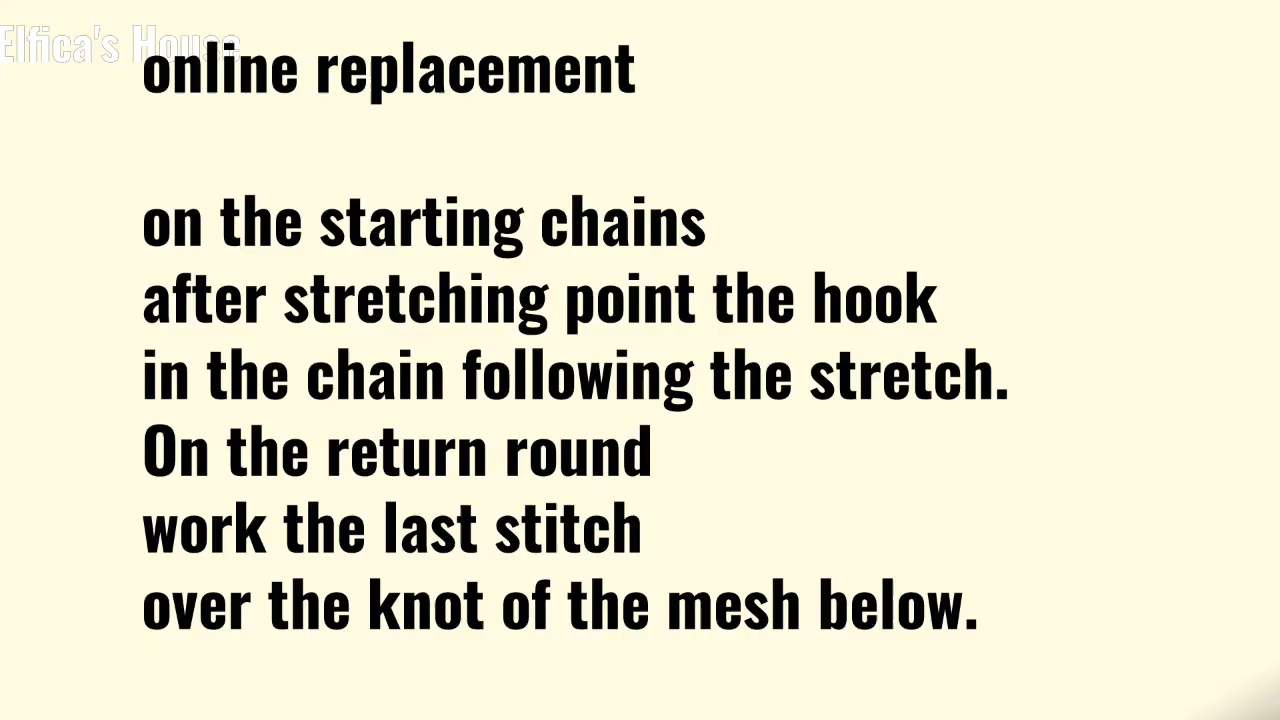 Elfica's House
online replacement
on the starting chains
after stretching point the hook
in the chain following the stretch.
On the return round
work the last stitch
over the knot of the mesh below.